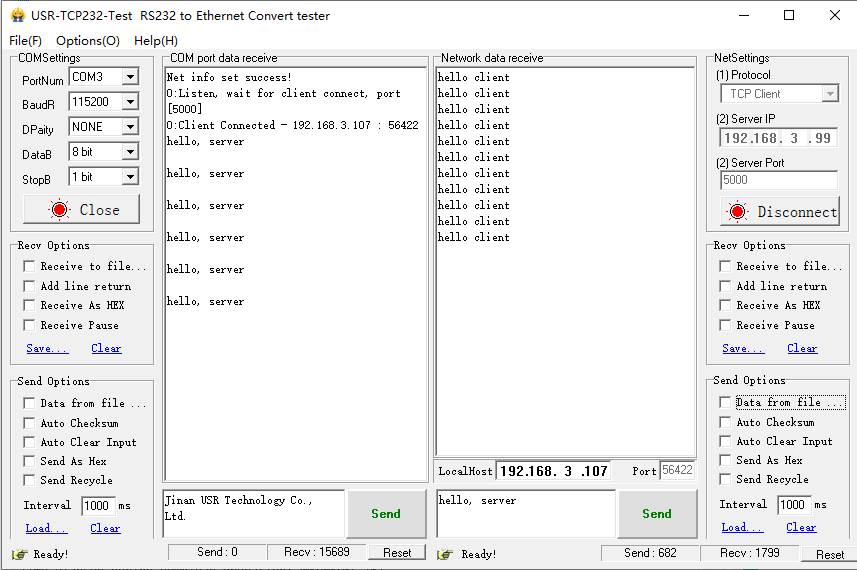 USR-TCP232-Test RS232 to Ethernet Convert tester
File(F) Options(O) Help(H)
COMSettings
PortNum COM3
BaudR 115200
DPaity NONE
DataB 8 bit
StopB 1 bit
Close
Recv Options
Receive to file...
Add line return
Receive As HEX
Receive Pause
Save... Clear
Send Options
Data from file ...
Auto Checksum
Auto Clear Input
Send As Hex
Send Recycle
Interval 1000 ms
Load... Clear
Ready!
COM port data receive
Net info set success!
0:Listen, wait for client connect, port
[5000]
0:Client Connected - 192.168.3.107 : 56422
hello, server
hello, server
hello, server
hello, server
hello, server
hello, server
Jinan USR Technology Co.,
Ltd.
Send
Send : 0 Recv : 15689 Reset
Network data receive
hello client
hello client
hello client
hello client
hello client
hello client
hello client
hello client
hello client
hello client
hello client
LocalHost 192.168. 3 .107 Port 56422
hello, server
Send
Ready!
Send : 682 Recv : 1799 Reset
NetSettings
(1) Protocol
TCP Client
(2) Server IP
192.168. 3 .99
(2) Server Port
5000
Disconnect
Recv Options
Receive to file...
Add line return
Receive As HEX
Receive Pause
Save... Clear
Send Options
Data from file ...
Auto Checksum
Auto Clear Input
Send As Hex
Send Recycle
Interval 1000 ms
Load... Clear